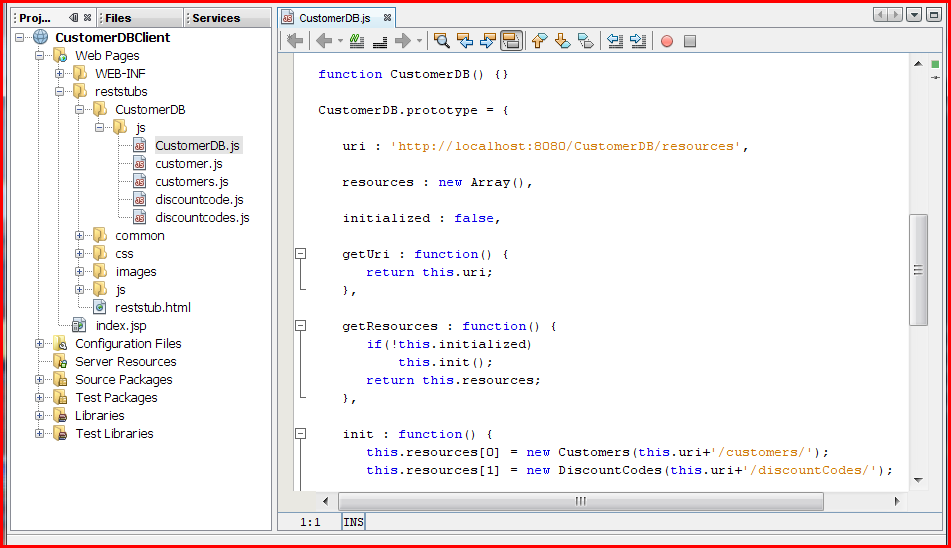 Proj...
Files
Services
CustomerDBClient
Web Pages
WEB-INF
reststubs
CustomerDB
js
CustomerDB.js
customer.js
customers.js
discountcode.js
discountcodes.js
common
css
images
js
reststub.html
index.jsp
Configuration Files
Server Resources
Source Packages
Test Packages
Libraries
Test Libraries
CustomerDB.js
function CustomerDB() {}
CustomerDB.prototype = {
uri : 'http://localhost:8080/CustomerDB/resources',
resources : new Array(),
initialized : false,
getUri : function() {
return this.uri;
},
getResources : function() {
if(!this.initialized)
this.init();
return this.resources;
},
init : function() {
this.resources[0] = new Customers(this.uri+'/customers/');
this.resources[1] = new DiscountCodes(this.uri+'/discountCodes/');
1:1
INS